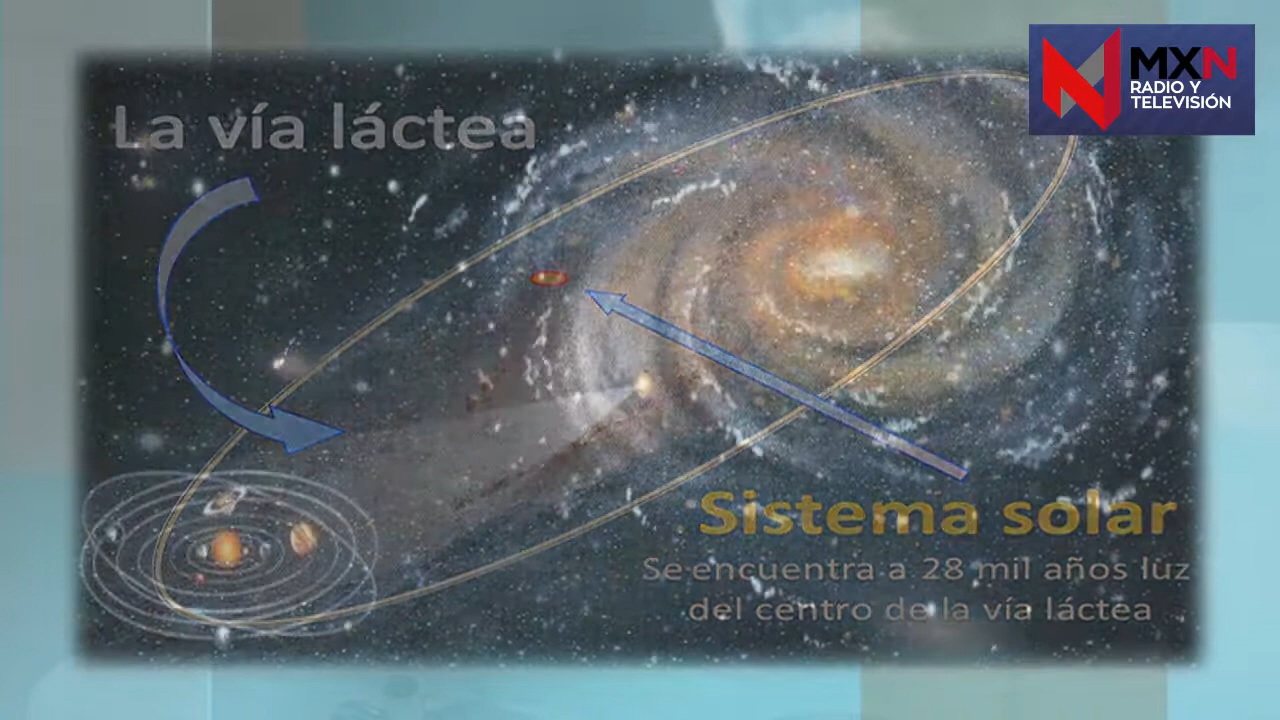 MXN
RADIO Y
TELEVISIÓN
La vía láctea
Sistema solar
Se encuentra a 28 mil años luz
del centro de la vía láctea